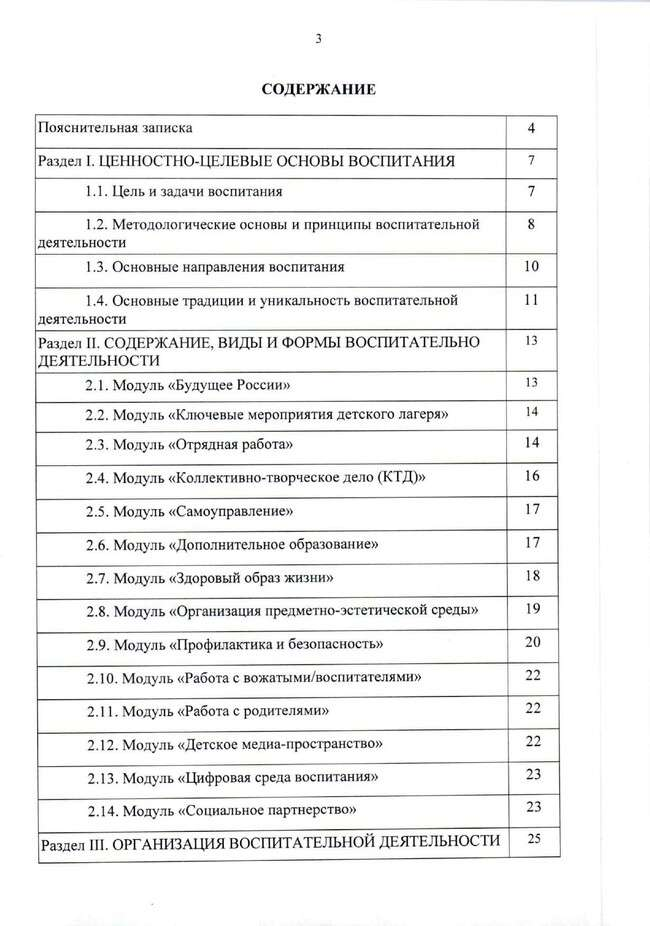 3
СОДЕРЖАНИЕ
Пояснительная записка 4
Раздел I. ЦЕННОСТНО-ЦЕЛЕВЫЕ ОСНОВЫ ВОСПИТАНИЯ 7
1.1. Цель и задачи воспитания 7
1.2. Методологические основы и принципы воспитательной 8
деятельности
1.3. Основные направления воспитания 10
1.4. Основные традиции и уникальность воспитательной 11
деятельности
Раздел II. СОДЕРЖАНИЕ, ВИДЫ И ФОРМЫ ВОСПИТАТЕЛЬНО 13
ДЕЯТЕЛЬНОСТИ
2.1. Модуль «Будущее России» 13
2.2. Модуль «Ключевые мероприятия детского лагеря» 14
2.3. Модуль «Отрядная работа» 14
2.4. Модуль «Коллективно-творческое дело (КТД)» 16
2.5. Модуль «Самоуправление» 17
2.6. Модуль «Дополнительное образование» 17
2.7. Модуль «Здоровый образ жизни» 18
2.8. Модуль «Организация предметно-эстетической среды» 19
2.9. Модуль «Профилактика и безопасность» 20
2.10. Модуль «Работа с вожатыми/воспитателями» 22
2.11. Модуль «Работа с родителями» 22
2.12. Модуль «Детское медиа-пространство» 22
2.13. Модуль «Цифровая среда воспитания» 23
2.14. Модуль «Социальное партнерство» 23
Раздел III. ОРГАНИЗАЦИЯ ВОСПИТАТЕЛЬНОЙ ДЕЯТЕЛЬНОСТИ 25